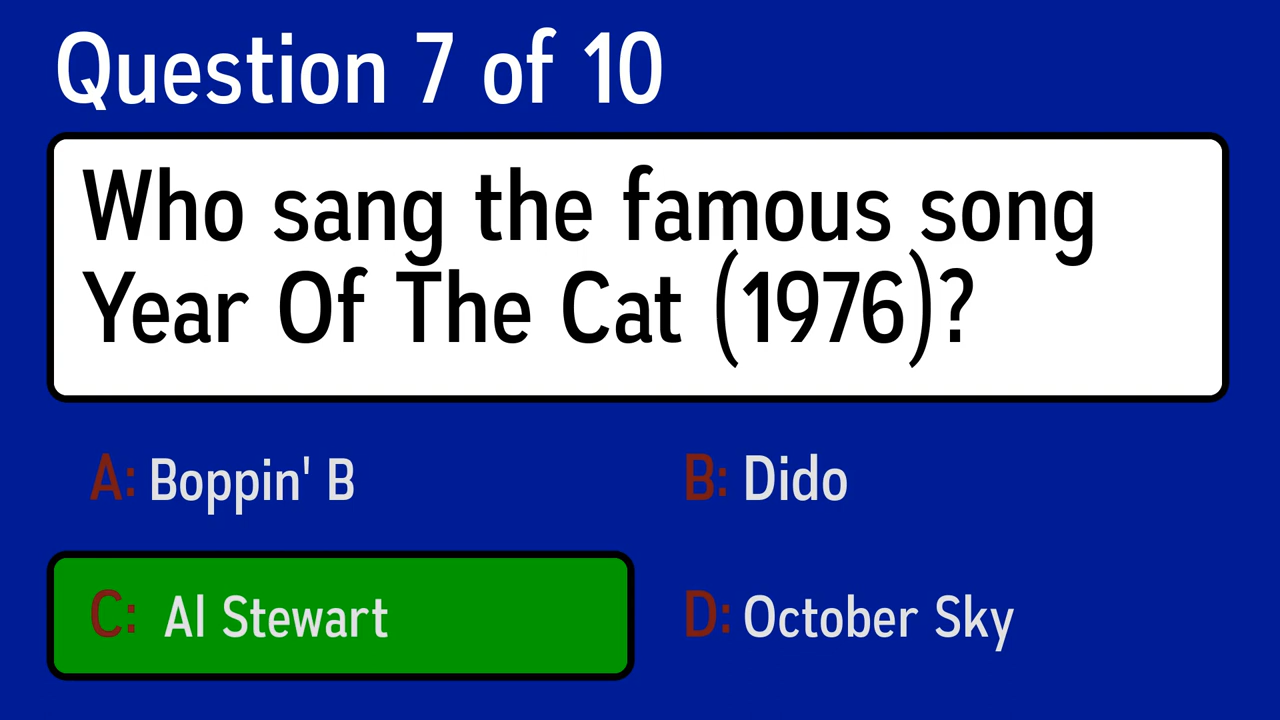 Question 7 of 10
Who sang the famous song
Year Of The Cat (1976)?
A: Boppin' B
B: Dido
C: Al Stewart
D: October Sky